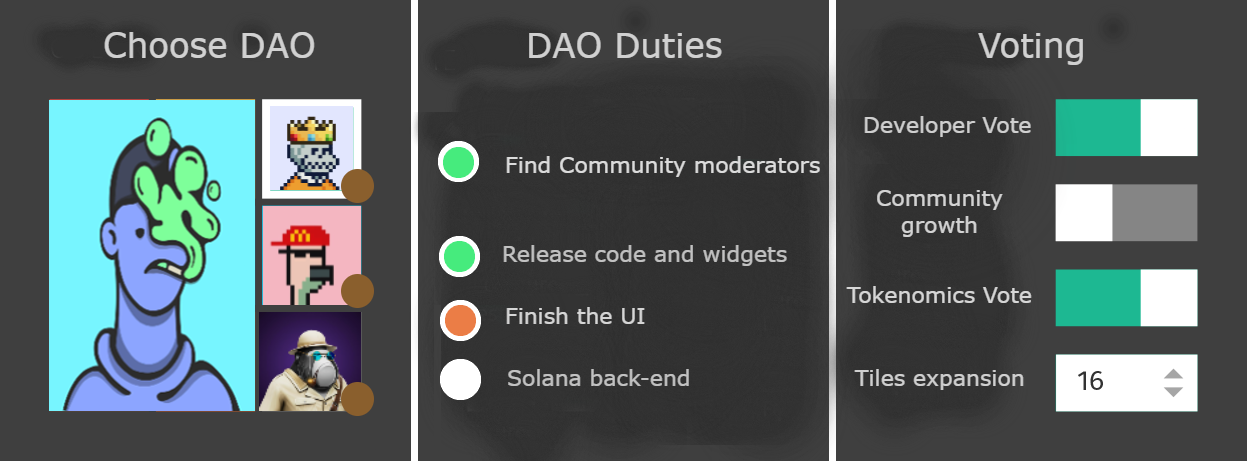 Choose DAO
DAO Duties
Find Community moderators
Release code and widgets
Finish the UI
Solana back-end
Voting
Developer Vote
Community
growth
Tokenomics Vote
Tiles expansion
16